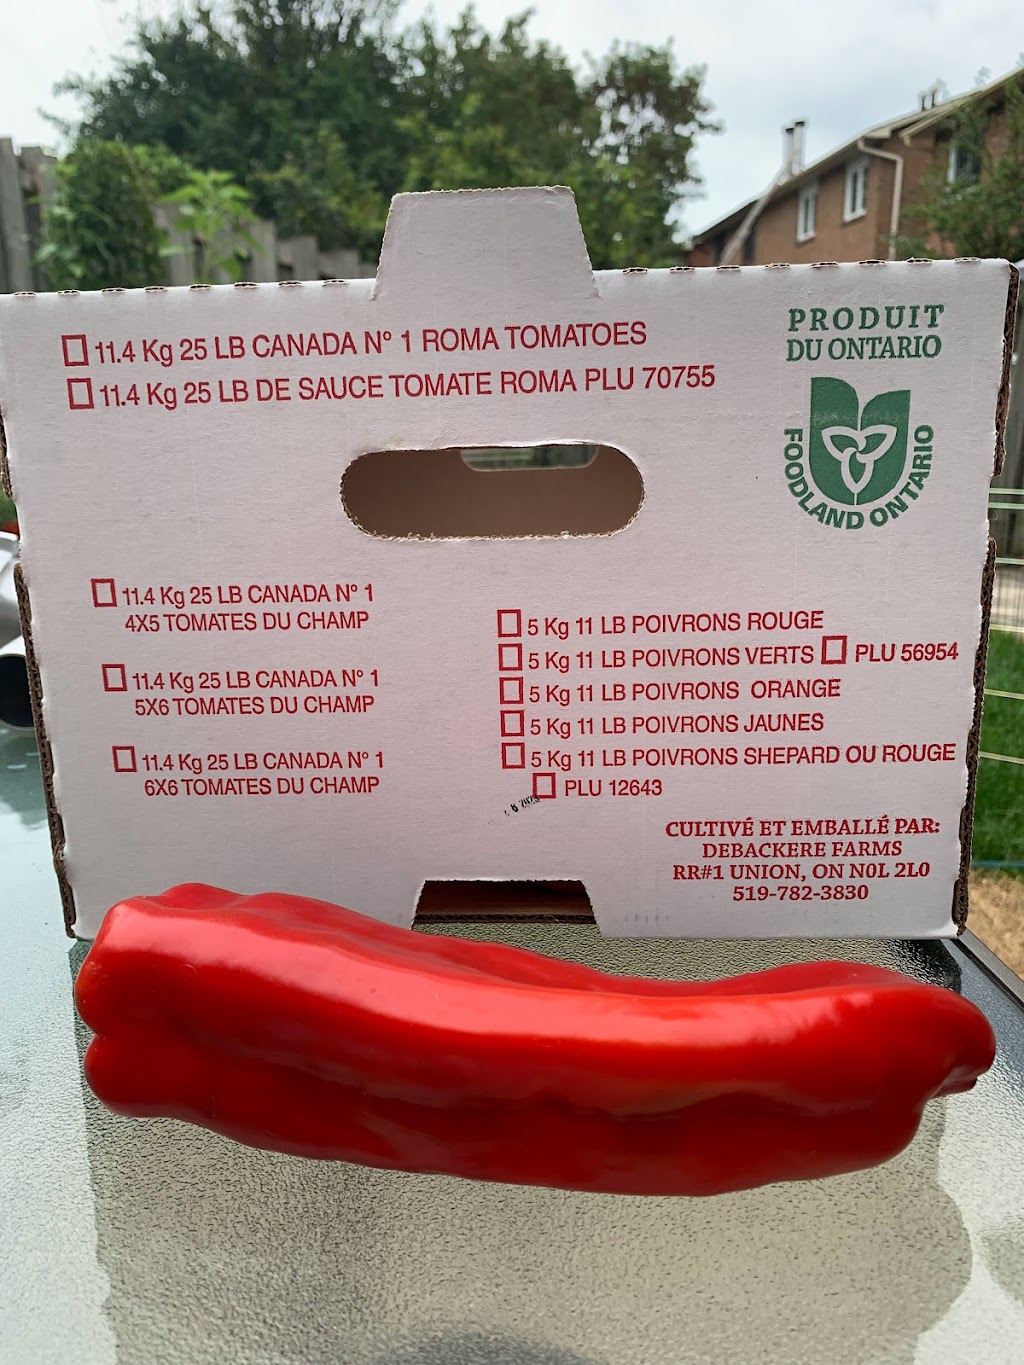 11.4 Kg 25 LB CANADA N° 1 ROMA TOMATOES
11.4 Kg 25 LB DE SAUCE TOMATE ROMA PLU 70755
PRODUIT
DU ONTARIO
FOODLAND ONTARIO
11.4 Kg 25 LB CANADA N° 1
4X5 TOMATES DU CHAMP
11.4 Kg 25 LB CANADA N° 1
5X6 TOMATES DU CHAMP
11.4 Kg 25 LB CANADA N° 1
6X6 TOMATES DU CHAMP
5 Kg 11 LB POIVRONS ROUGE
5 Kg 11 LB POIVRONS VERTS PLU 56954
5 Kg 11 LB POIVRONS ORANGE
5 Kg 11 LB POIVRONS JAUNES
5 Kg 11 LB POIVRONS SHEPARD OU ROUGE
PLU 12643
CULTIVÉ ET EMBALLÉ PAR:
DEBACKERE FARMS
RR#1 UNION, ON N0L 2L0
519-782-3830